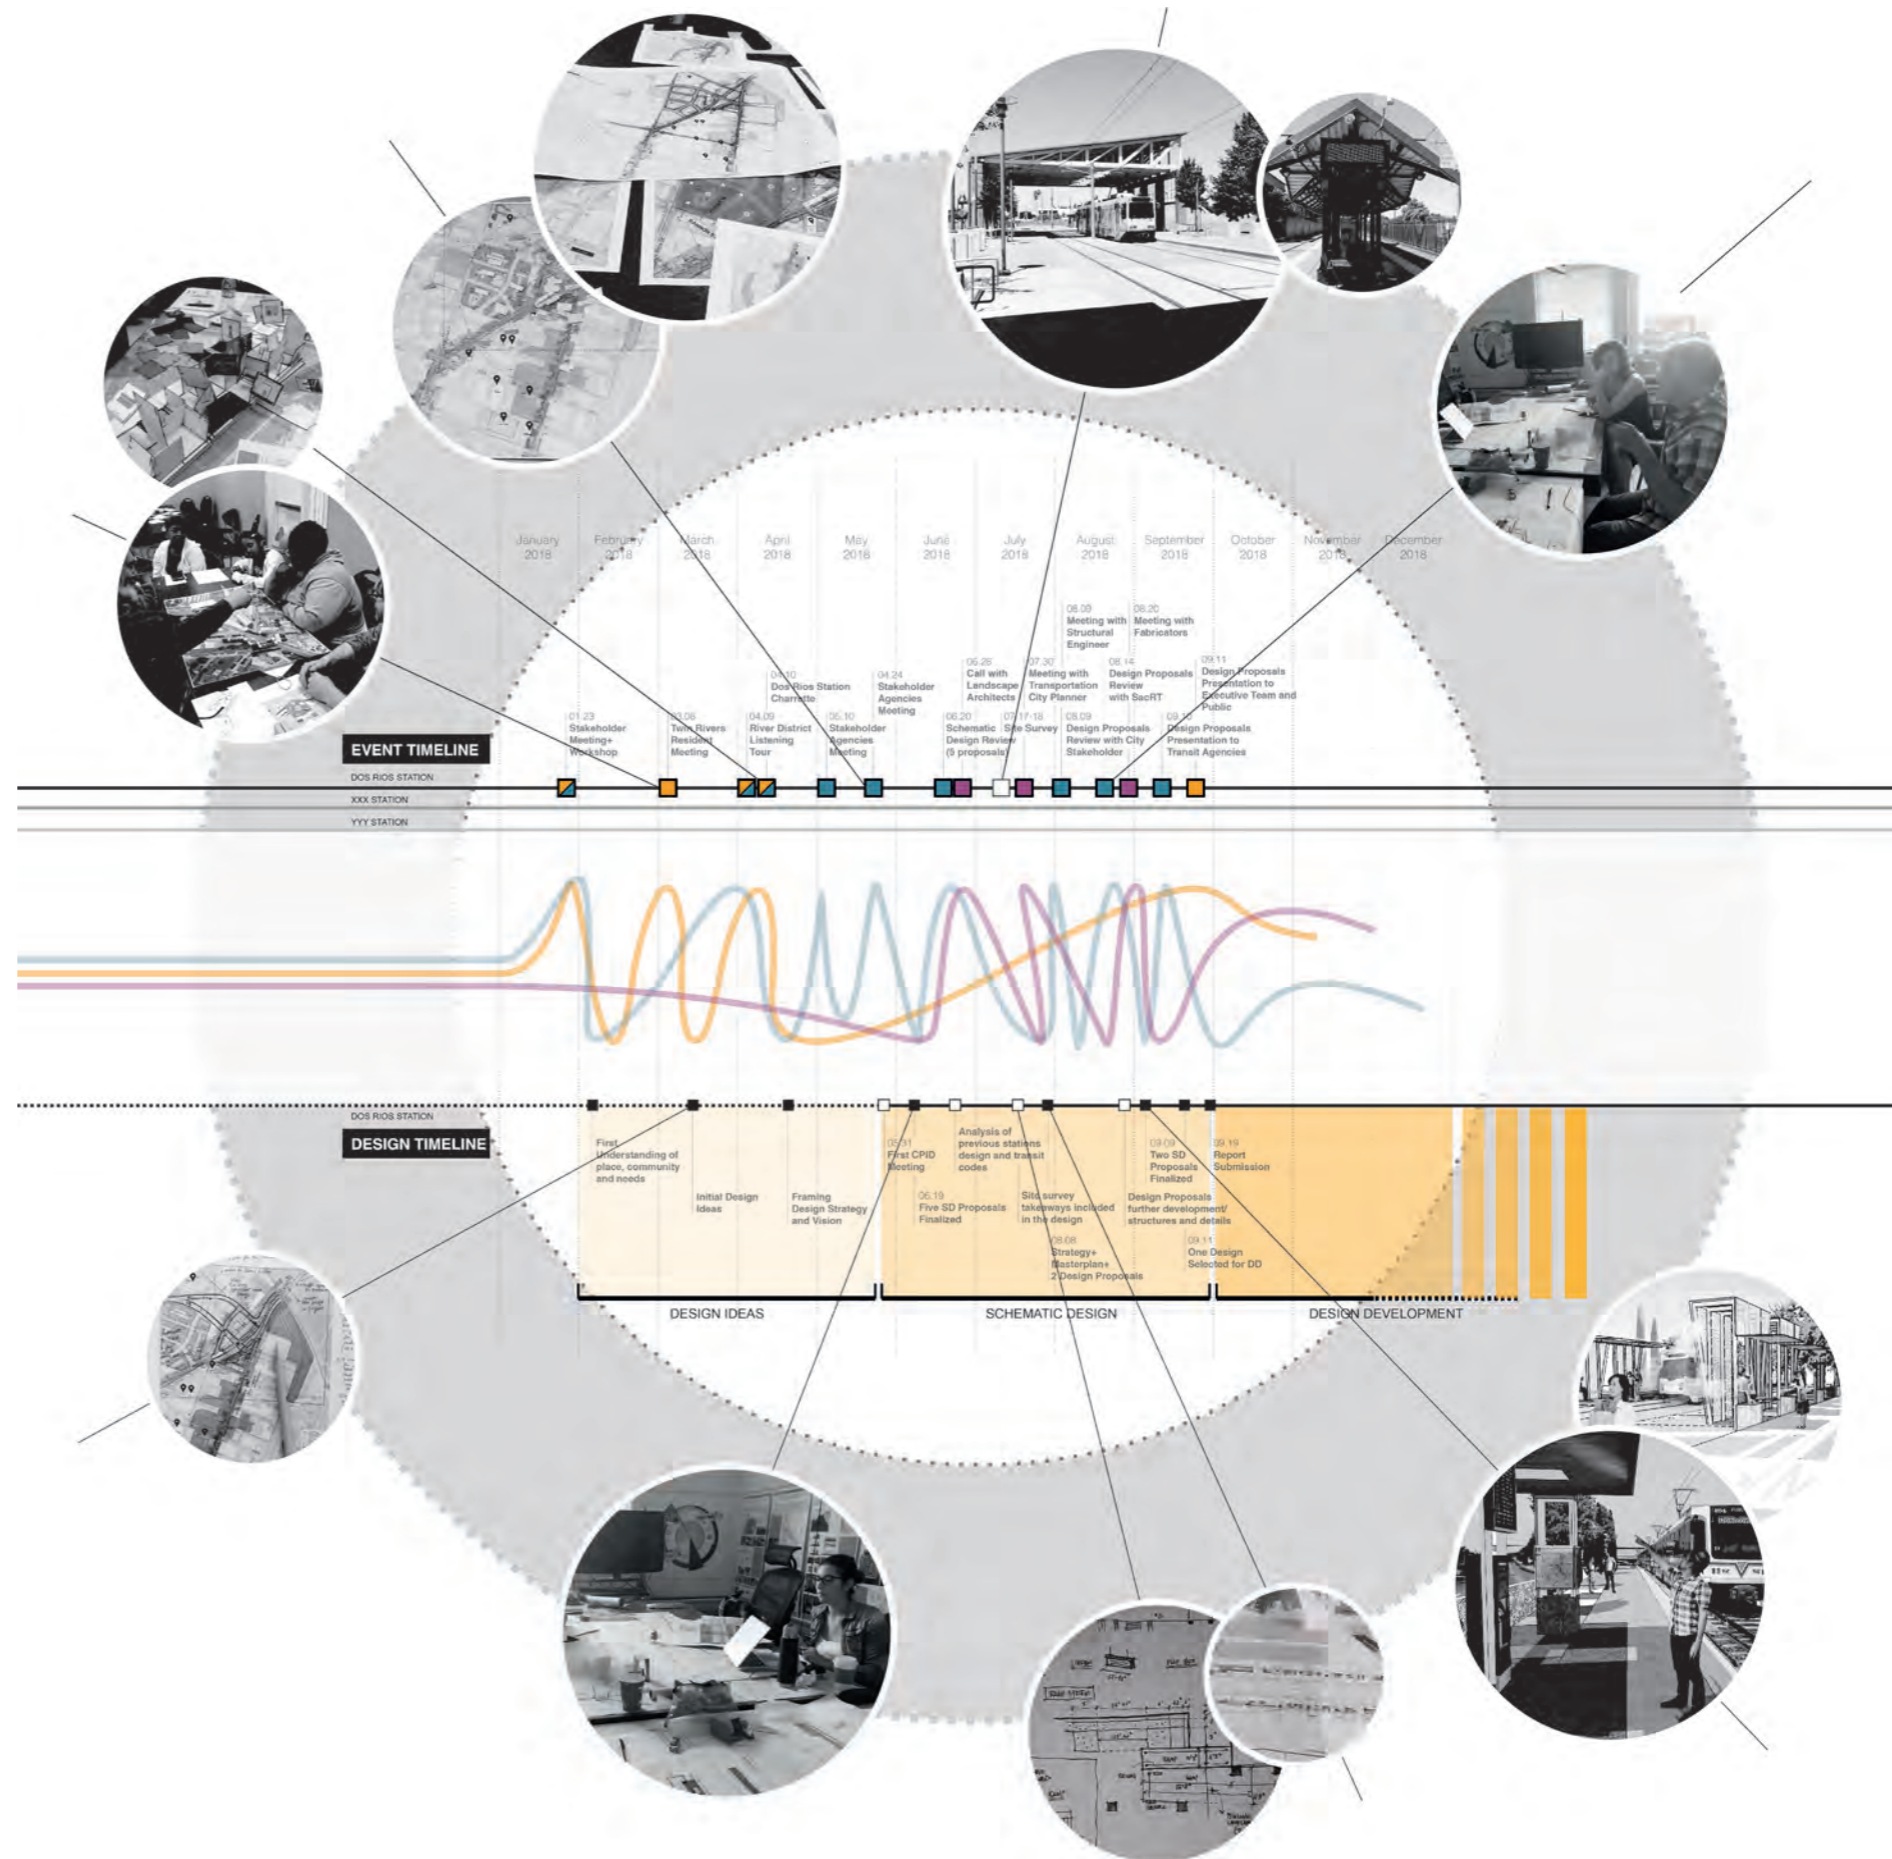 January
2018
February
2018
March
2018
April
2018
May
2018
June
2018
July
2018
August
2018
September
2018
October
2018
November
2018
December
2018
08.09
Meeting with
Structural
Engineer
08.20
Meeting with
Fabricators
04.10
Dos Rios Station
Charrette
04.24
Stakeholder
Agencies
Meeting
06.28
Call with
Landscape
Architects
07.30
Meeting with
Transportation
City Planner
08.14
Design Proposals
Review
with SacRT
09.11
Design Proposals
Presentation to
Executive Team and
Public
01.23
Stakeholder
Meeting+
Workshop
03.08
Twin Rivers
Resident
Meeting
04.09
River District
Listening
Tour
05.10
Stakeholder
Agencies
Meeting
06.20
Schematic
Design Review
(5 proposals)
07.17-18
Site Survey
08.09
Design Proposals
Review with City
Stakeholder
09.10
Design Proposals
Presentation to
Transit Agencies
EVENT TIMELINE
DOS RIOS STATION
XXX STATION
YYY STATION
DOS RIOS STATION
DESIGN TIMELINE
First
Understanding of
place, community
and needs
Initial Design
Ideas
Framing
Design Strategy
and Vision
05.31
First CPID
Meeting
06.19
Five SD Proposals
Finalized
Analysis of
previous stations
design and transit
codes
Site survey
takeaways included
in the design
08.08
Strategy+
Masterplan+
2 Design Proposals
Design Proposals
further development/
structures and details
09.09
Two SD
Proposals
Finalized
09.11
One Design
Selected for DD
09.19
Report
Submission
DESIGN IDEAS
SCHEMATIC DESIGN
DESIGN DEVELOPMENT